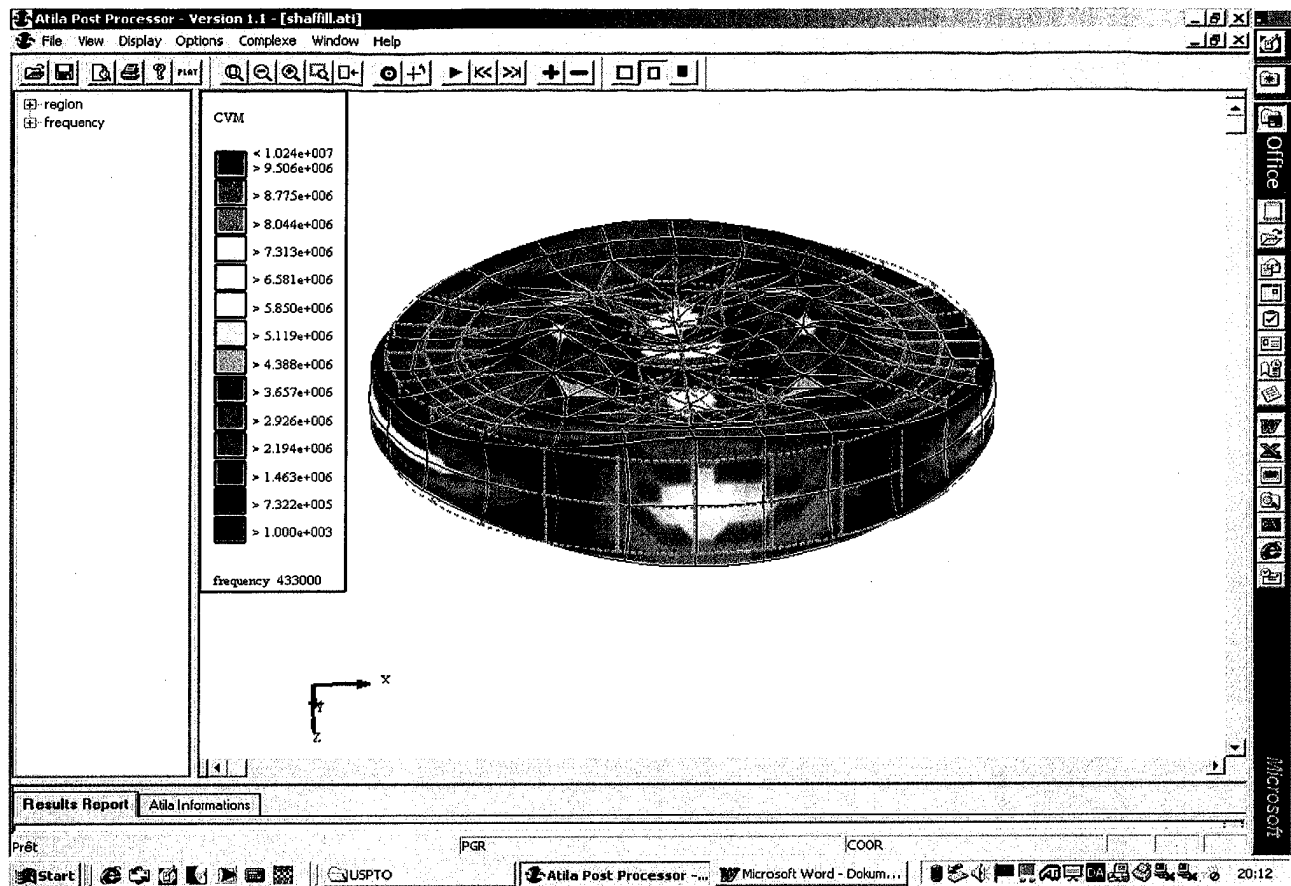 Atila Post Processor - Version 1.1 - [shaffill.ati]
File View Display Options Complexe Window Help
PLAY
region
frequency
CVM
< 1.024e+007
> 9.506e+006
> 8.775e+006
> 8.044e+006
> 7.313e+006
> 6.581e+006
> 5.850e+006
> 5.119e+006
> 4.388e+006
> 3.657e+006
> 2.926e+006
> 2.194e+006
> 1.463e+006
> 7.322e+005
> 1.000e+003
frequency 433000
X
Y
Z
Office
Microsoft
Results Report Atila Informations
Prêt PGR COOR
Start USPTO Atila Post Processor -... Microsoft Word - Dokum... 20:12